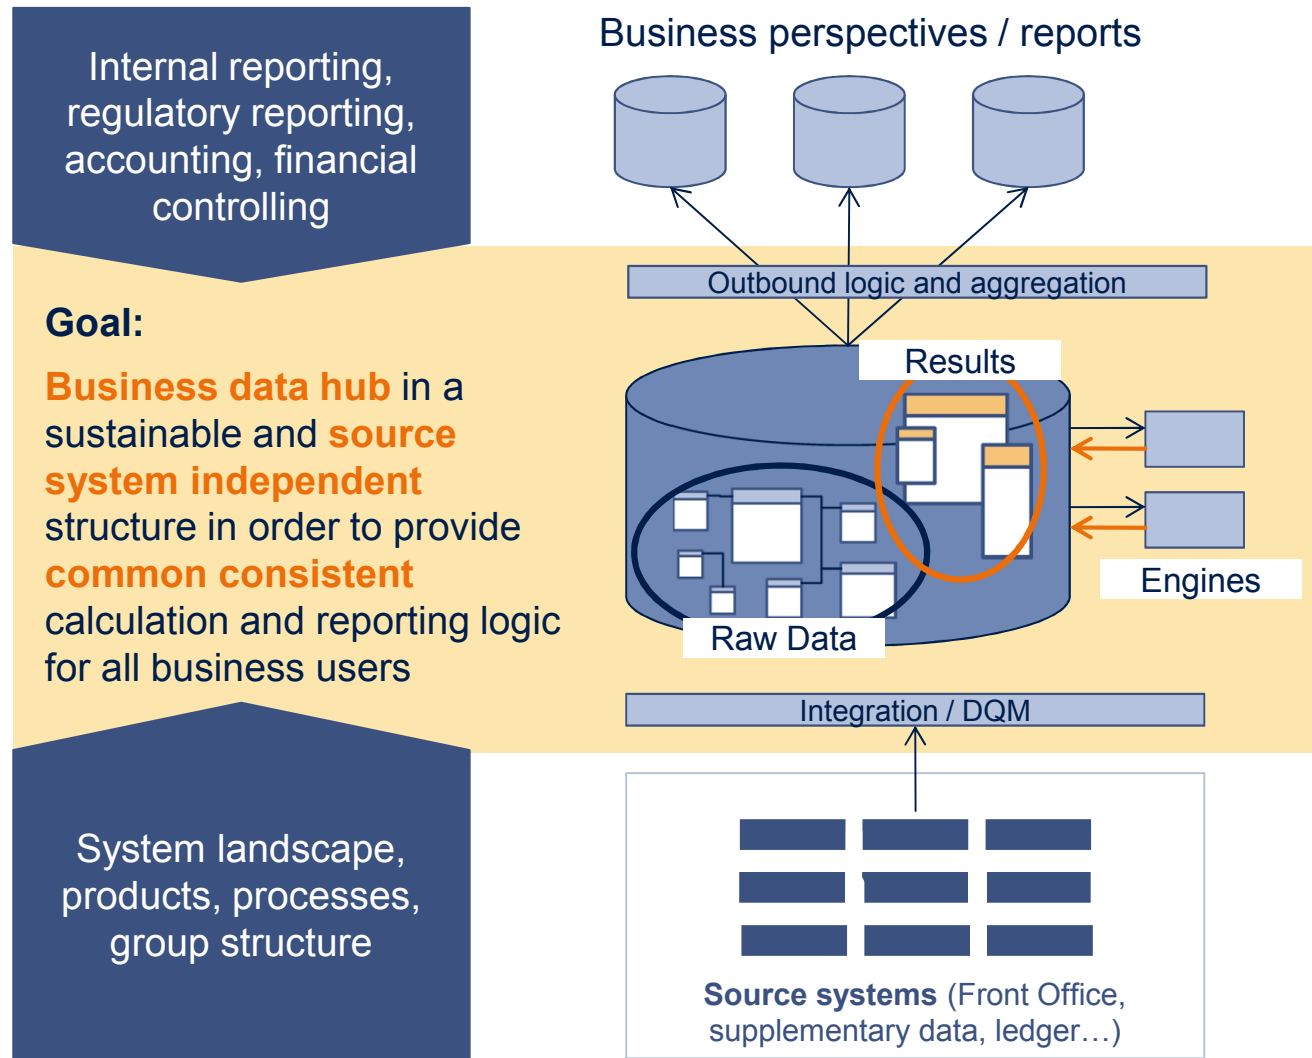 Internal reporting,
regulatory reporting,
accounting, financial
controlling
Business perspectives / reports
Outbound logic and aggregation
Goal:
Business data hub in a
sustainable and source
system independent
structure in order to provide
common consistent
calculation and reporting logic
for all business users
Results
Raw Data
Engines
Integration / DQM
System landscape,
products, processes,
group structure
Source systems (Front Office,
supplementary data, ledger…)